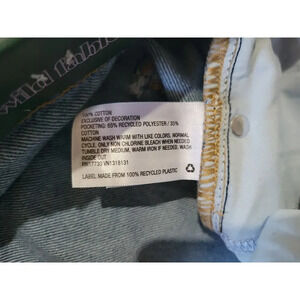 Wild Fable
100% COTTON
EXCLUSIVE OF DECORATION
POCKETING: 65% RECYCLED POLYESTER / 35%
COTTON
MACHINE WASH WARM WITH LIKE COLORS, NORMAL
CYCLE, ONLY NON CHLORINE BLEACH WHEN NEEDED
TUMBLE DRY MEDIUM, WARM IRON IF NEEDED. WASH
INSIDE OUT
LABEL MADE FROM 100% RECYCLED PLASTIC